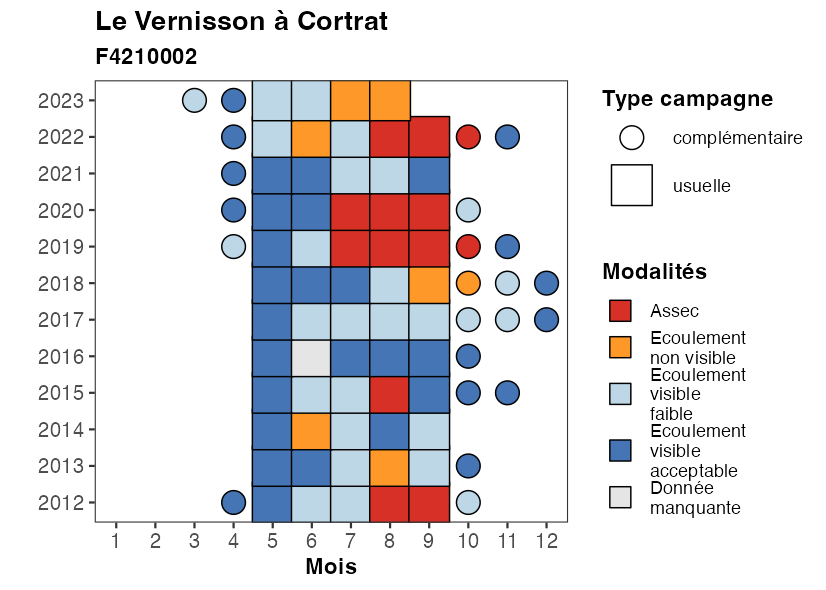 Le Vernisson à Cortrat
F4210002
2023
2022
2021
2020
2019
2018
2017
2016
2015
2014
2013
2012
1 2 3 4 5 6 7 8 9 10 11 12
Mois
Type campagne
complémentaire
usuelle
Modalités
Assec
Ecoulement
non visible
Ecoulement
visible
faible
Ecoulement
visible
acceptable
Donnée
manquante